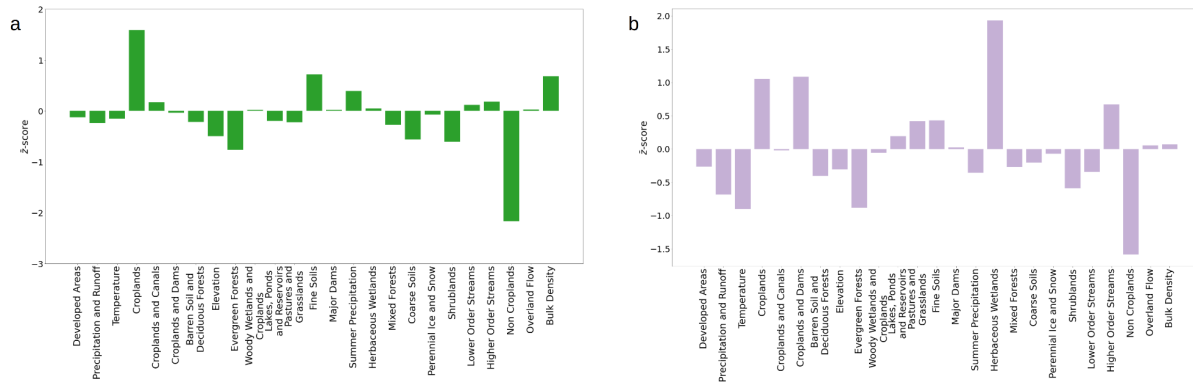 a
2
1
0
−1
−2
−3
z̄-score
Developed Areas
Precipitation and Runoff
Temperature
Croplands
Croplands and Canals
Croplands and Dams
Barren Soil and
Deciduous Forests
Elevation
Evergreen Forests
Woody Wetlands and
Croplands
Lakes, Ponds
and Reservoirs
Pastures and
Grasslands
Fine Soils
Major Dams
Summer Precipitation
Herbaceous Wetlands
Mixed Forests
Coarse Soils
Perennial Ice and Snow
Shrublands
Lower Order Streams
Higher Order Streams
Non Croplands
Overland Flow
Bulk Density
b
2.0
1.5
1.0
0.5
0.0
−0.5
−1.0
−1.5
z̄-score
Developed Areas
Precipitation and Runoff
Temperature
Croplands
Croplands and Canals
Croplands and Dams
Barren Soil and
Deciduous Forests
Elevation
Evergreen Forests
Woody Wetlands and
Croplands
Lakes, Ponds
and Reservoirs
Pastures and
Grasslands
Fine Soils
Major Dams
Summer Precipitation
Herbaceous Wetlands
Mixed Forests
Coarse Soils
Perennial Ice and Snow
Shrublands
Lower Order Streams
Higher Order Streams
Non Croplands
Overland Flow
Bulk Density